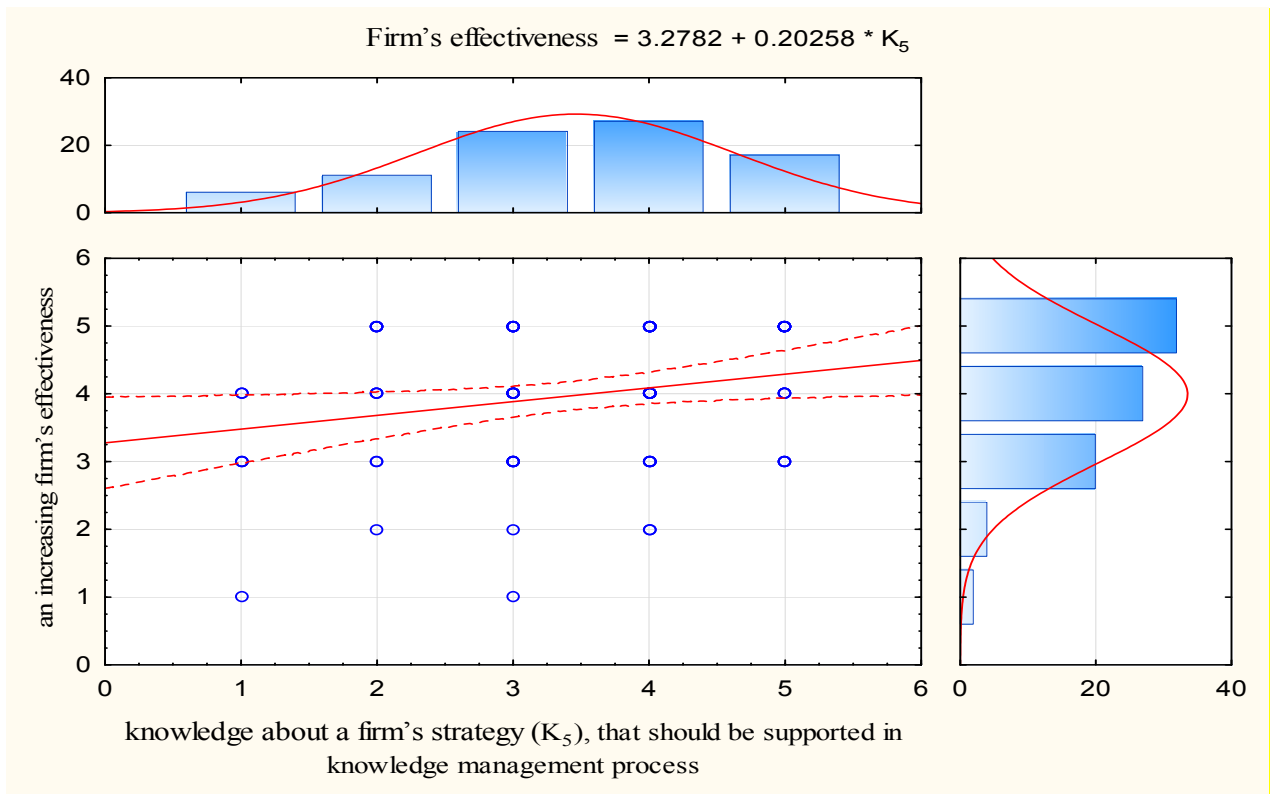 Firm's effectiveness = 3.2782 + 0.20258 * K5
40
20
0
6
5
4
3
2
1
0
an increasing firm's effectiveness
0 1 2 3 4 5 6
0 20 40
knowledge about a firm's strategy (K5), that should be supported in
knowledge management process